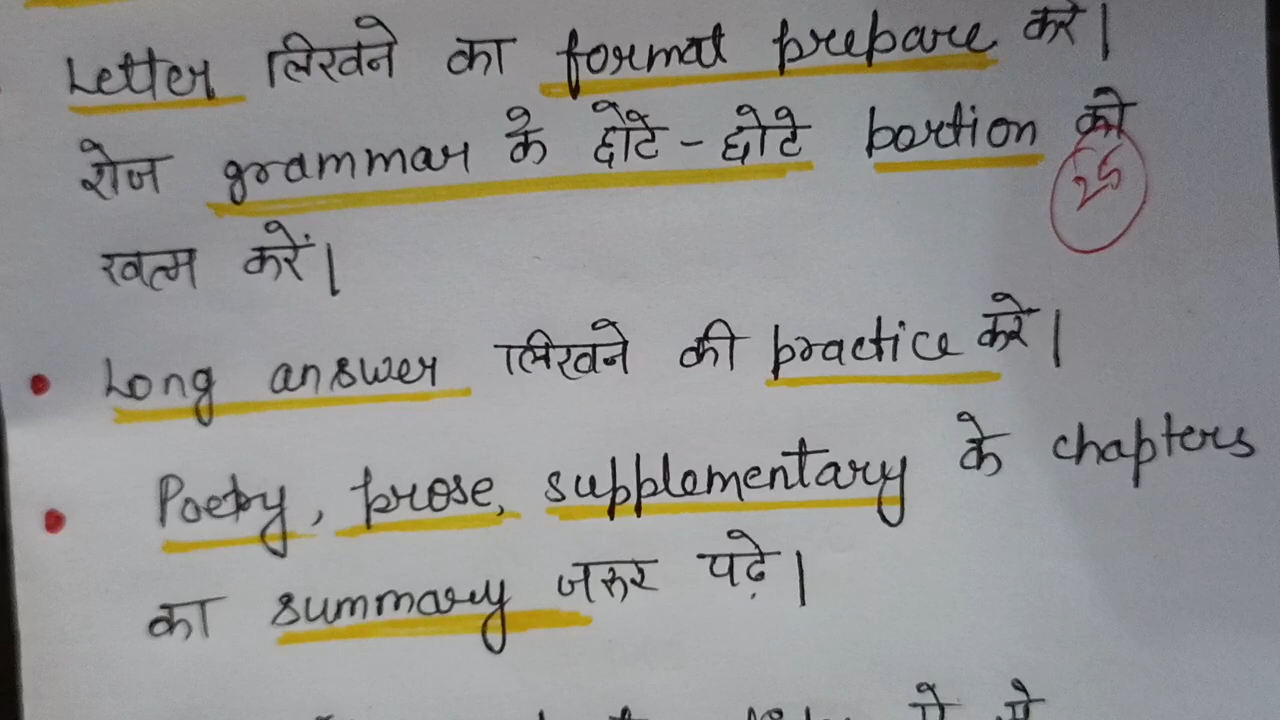 Letter लिखने का format prepare करे।
रोज grammar के छोटे - छोटे portion को
25
खत्म करें।
Long answer लिखने की practice करे।
Poetry, prose, supplementary के chapters
का summary जरूर पढ़े।